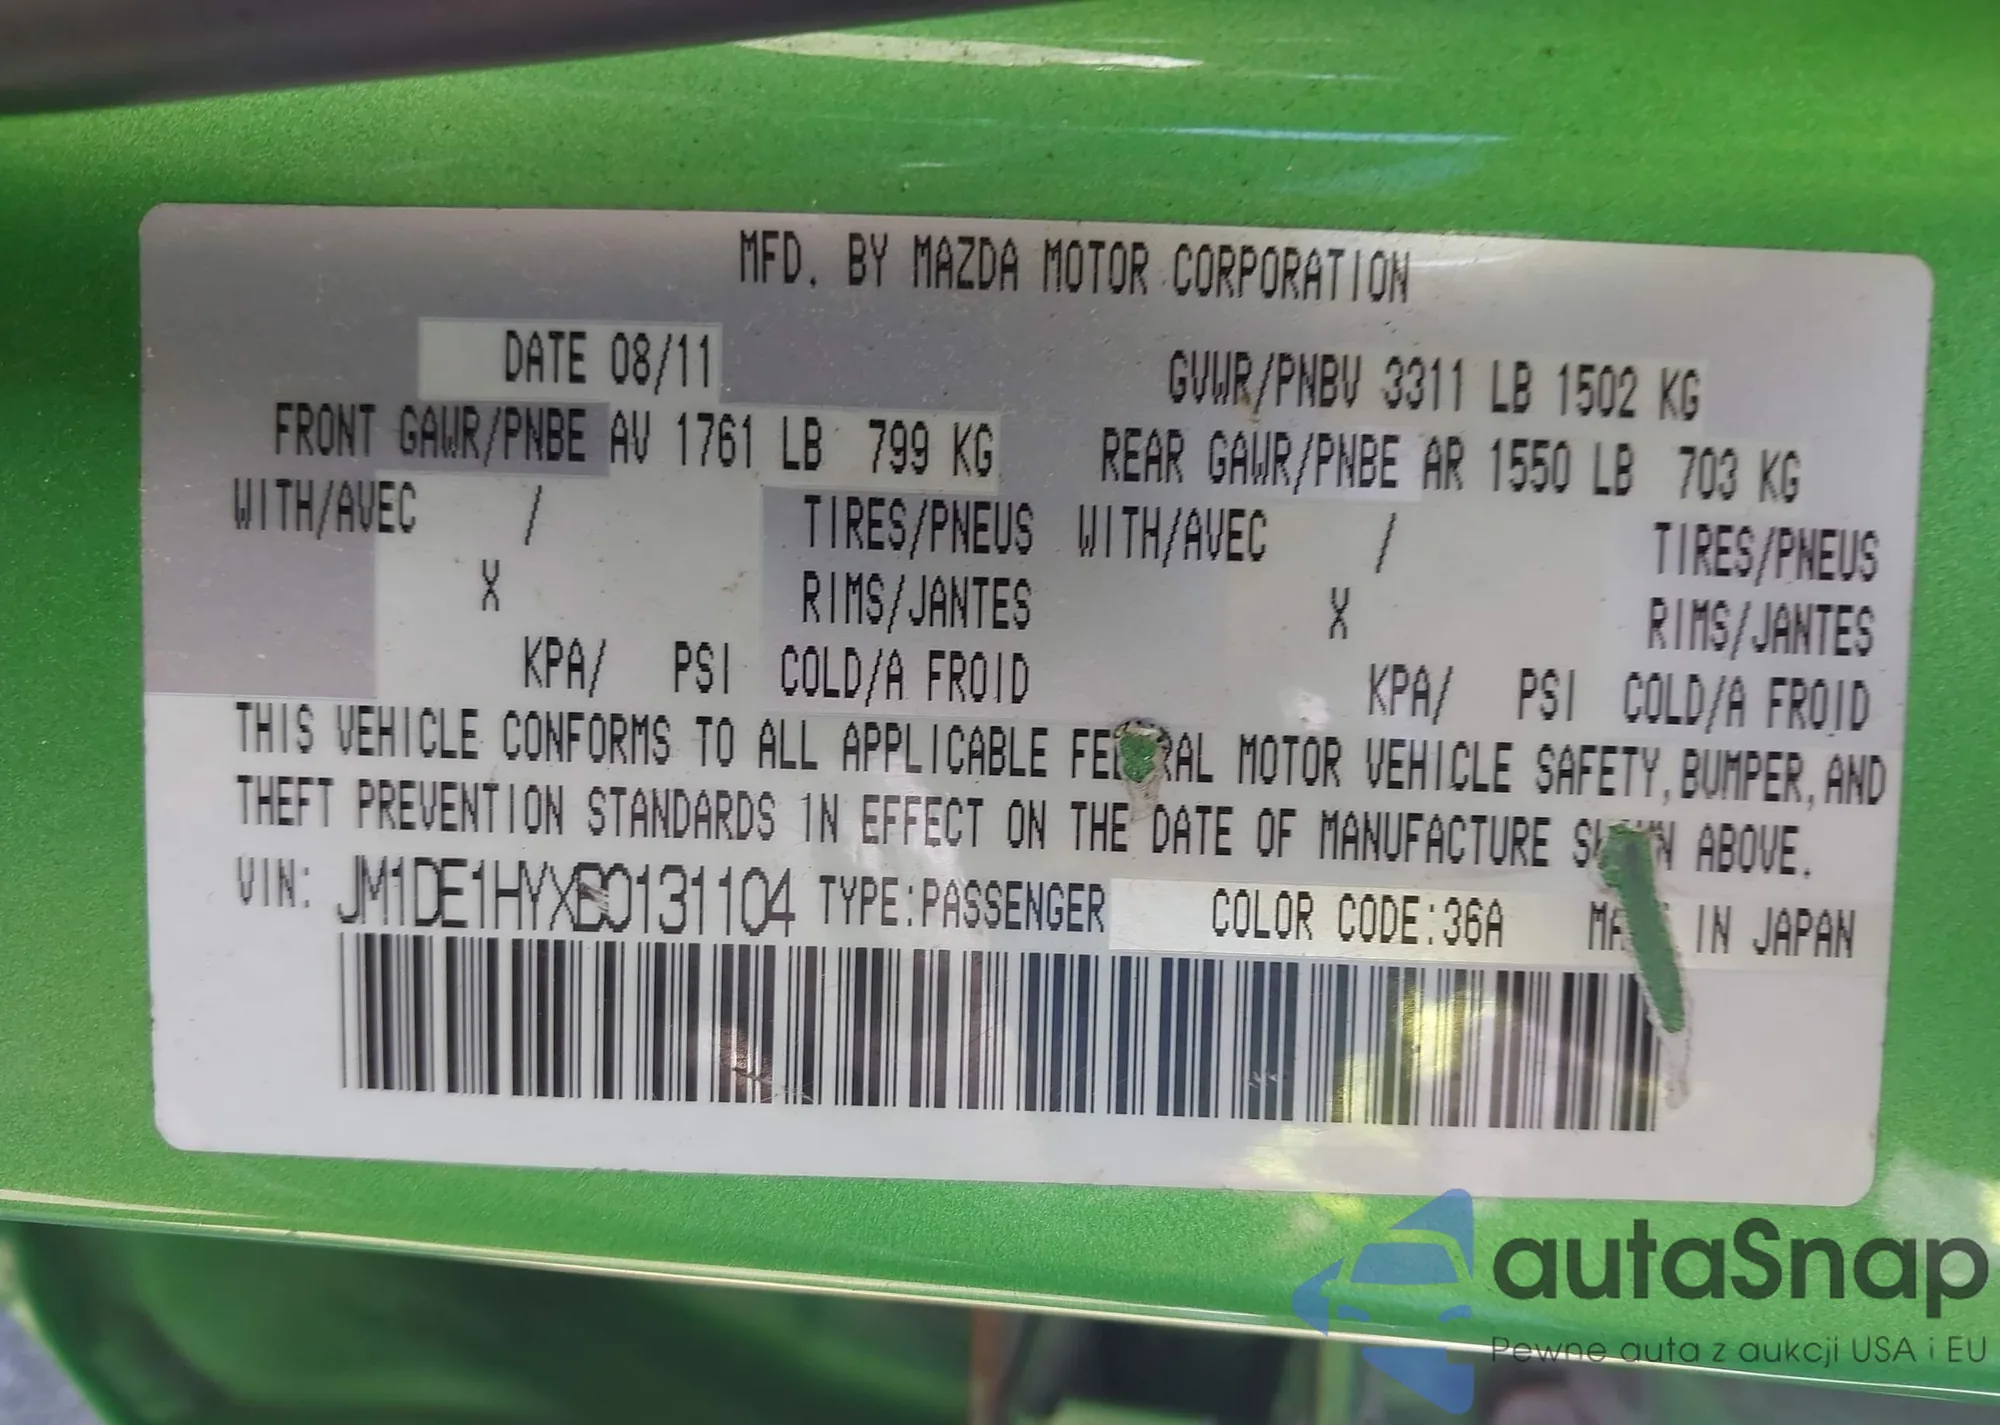 MFD. BY MAZDA MOTOR CORPORATION
DATE 08/11 GVWR/PNBV 3311 LB 1502 KG
FRONT GAWR/PNBE AV 1761 LB 799 KG REAR GAWR/PNBE AR 1550 LB 703 KG
WITH/AVEC / TIRES/PNEUS WITH/AVEC / TIRES/PNEUS
X RIMS/JANTES X RIMS/JANTES
KPA/ PSI COLD/A FROID KPA/ PSI COLD/A FROID
THIS VEHICLE CONFORMS TO ALL APPLICABLE FEDERAL MOTOR VEHICLE SAFETY, BUMPER, AND
THEFT PREVENTION STANDARDS IN EFFECT ON THE DATE OF MANUFACTURE SHOWN ABOVE.
VIN: JM1DE1HYXB0131104 TYPE:PASSENGER COLOR CODE:36A MADE IN JAPAN
autaSnap
Pewne auta z aukcji USA i EU